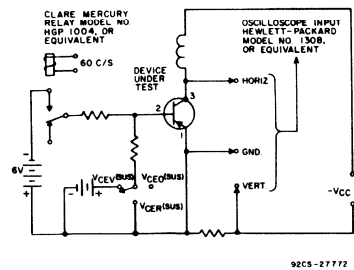 CLARE MERCURY
RELAY MODEL NO.
HGP 1004, OR
EQUIVALENT
60 C/S
OSCILLOSCOPE INPUT
HEWLETT-PACKARD
MODEL NO. 130B,
OR EQUIVALENT
DEVICE
UNDER
TEST
HORIZ
3
2
1
GND.
6V
-
+
VCEV(SUS)
VCEO(SUS)
VERT.
-VCC
-
+
VCER(SUS)
92CS-27772